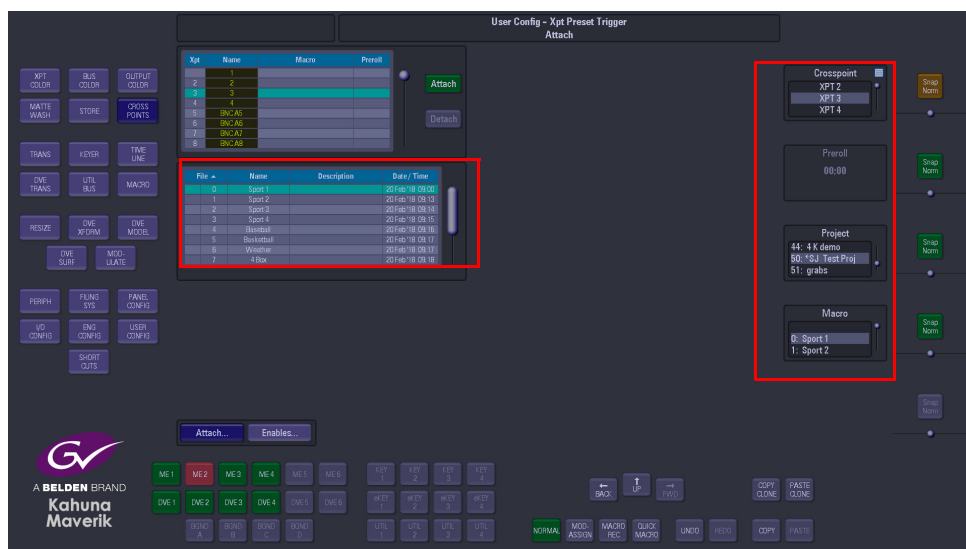 User Config – Xpt Preset Trigger
Attach
Xpt Name Macro Preroll
1
2 2
3 3
4 4
5 BNC A5
6 BNC A6
7 BNC A7
8 BNC A8
Attach
Detach
File Name Description Date/ Time
0 Sport 1 20 Feb '18 09:00
1 Sport 2 20 Feb '18 09:13
2 Sport 3 20 Feb '18 09:14
3 Sport 4 20 Feb '18 09:15
4 Baseball 20 Feb '18 09:16
5 Basketball 20 Feb '18 09:17
6 Weather 20 Feb '18 09:17
7 4 Box 20 Feb '18 09:18
XPT COLOR
BUS COLOR
OUTPUT COLOR
MATTE WASH
STORE
CROSS POINTS
TRANS
KEYER
TIME LINE
DVE TRANS
UTIL BUS
MACRO
RESIZE
DVE XFORM
DVE MODEL
DVE SURF
MOD- ULATE
PERIPH
FILING SYS
PANEL CONFIG
I/O CONFIG
ENG CONFIG
USER CONFIG
SHORT CUTS
Crosspoint
XPT 2
XPT 3
XPT 4
Snap Norm
Preroll
00:00
Snap Norm
Project
44: 4 K demo
50: *SJ Test Proj
51: grabs
Snap Norm
Macro
0: Sport 1
1: Sport 2
Snap Norm
Snap Norm
Attach...
Enables...
GV
A BELDEN BRAND
Kahuna
Maverik
ME 1 ME 2 ME 3 ME 4 ME 5 ME 6
DVE 1 DVE 2 DVE 3 DVE 4 DVE 5 DVE 6
BGND A BGND B BGND C BGND D
KEY 1 KEY 2 KEY 3 KEY 4
eKEY 1 eKEY 2 eKEY 3 eKEY 4
UTIL 1 UTIL 2 UTIL 3 UTIL 4
← BACK
↑ UP
→ FWD
COPY CLONE
PASTE CLONE
NORMAL
MOD- ASSIGN
MACRO REC
QUICK MACRO
UNDO
REDO
COPY
PASTE